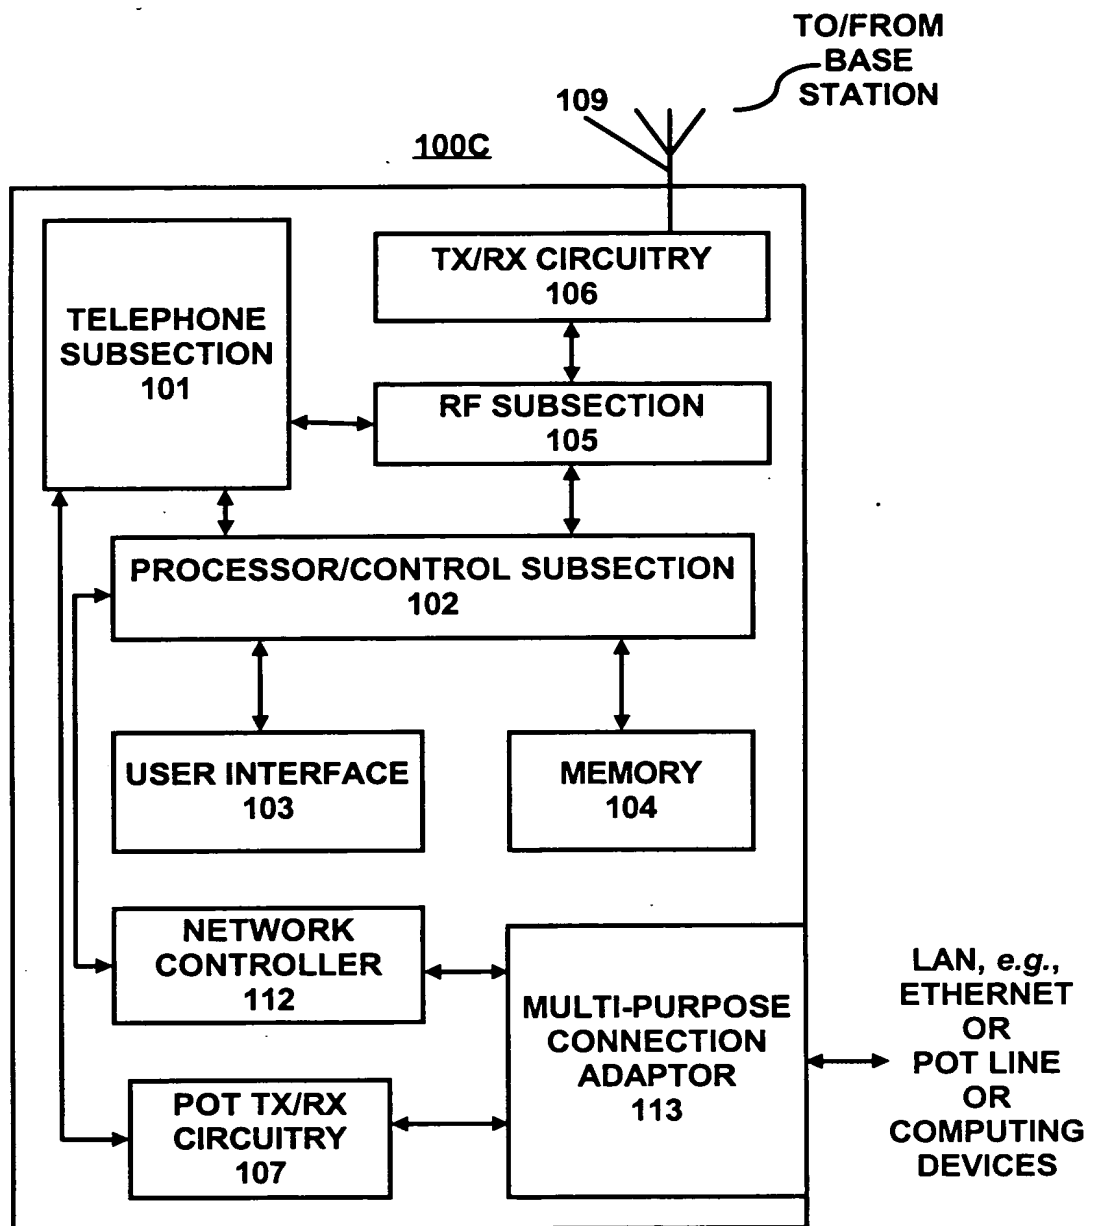 TO/FROM
BASE
STATION
109
100C
TX/RX CIRCUITRY
106
TELEPHONE
SUBSECTION
101
RF SUBSECTION
105
PROCESSOR/CONTROL SUBSECTION
102
USER INTERFACE
103
MEMORY
104
NETWORK
CONTROLLER
112
MULTI-PURPOSE
CONNECTION
ADAPTOR
113
LAN, e.g.,
ETHERNET
OR
POT LINE
OR
COMPUTING
DEVICES
POT TX/RX
CIRCUITRY
107